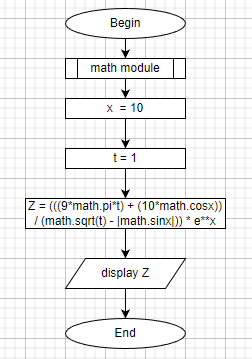 Begin
math module
x = 10
t = 1
Z = (((9*math.pi*t) + (10*math.cosx))
/ (math.sqrt(t) - |math.sinx|)) * e**x
display Z
End